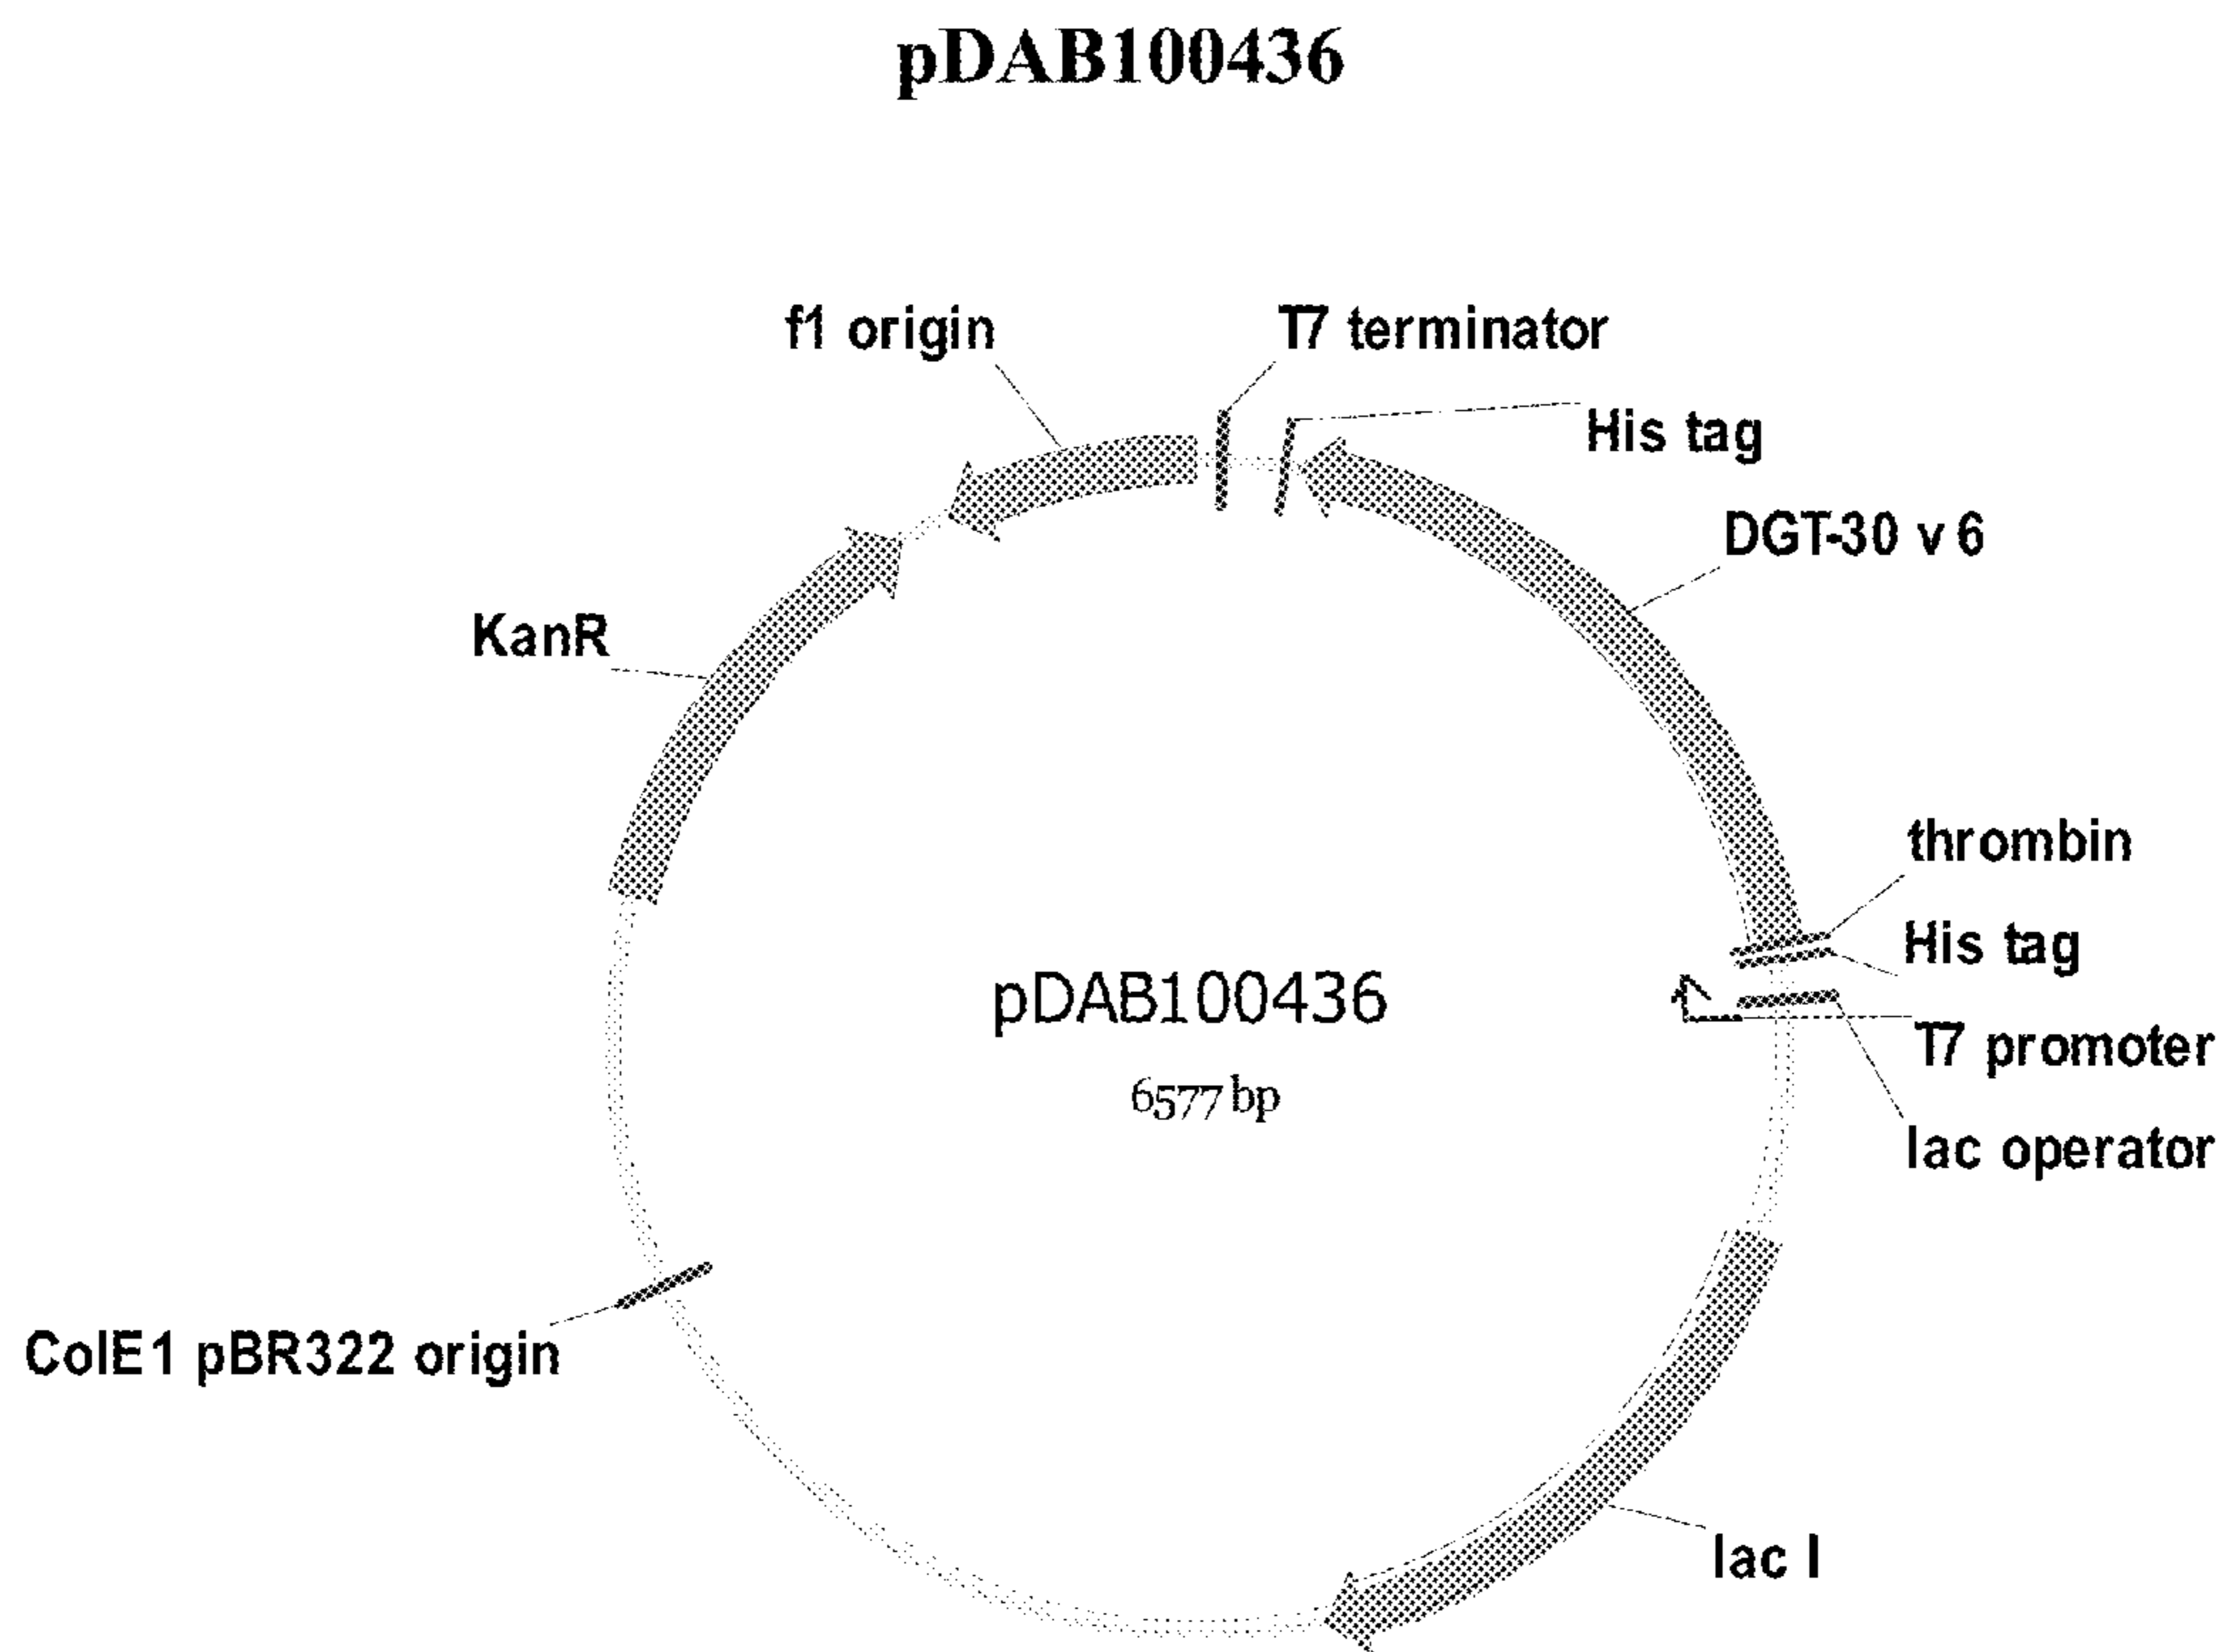 pDAB100436
f1 origin
T7 terminator
His tag
DGT-30 v 6
KanR
thrombin
His tag
pDAB100436
T7 promoter
6577 bp
lac operator
ColE1 pBR322 origin
lac I